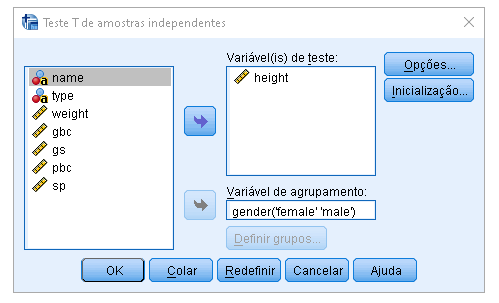 Teste T de amostras independentes
name
type
weight
gbc
gs
pbc
sp
Variável(is) de teste:
height
Variável de agrupamento:
gender('female' 'male')
Definir grupos...
Opções...
Inicialização...
OK
Colar
Redefinir
Cancelar
Ajuda